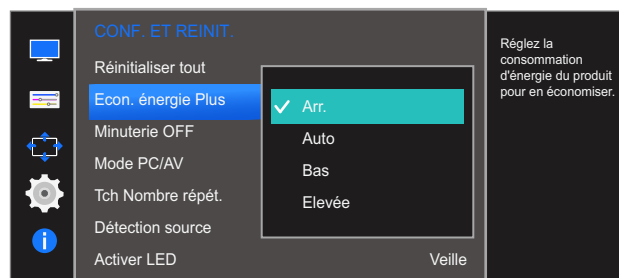 CONF. ET REINIT.
Réinitialiser tout
Econ. énergie Plus
Minuterie OFF
Mode PC/AV
Tch Nombre répét.
Détection source
Activer LED Veille
Arr.
Auto
Bas
Elevée
Réglez la
consommation
d'énergie du produit
pour en économiser.